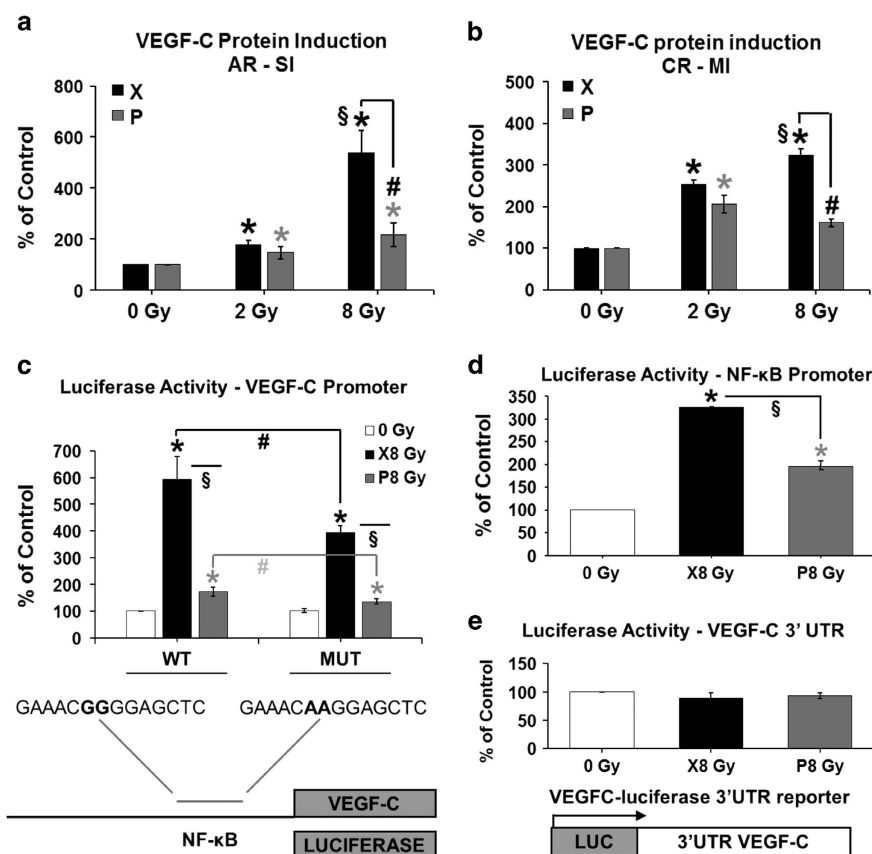 a
VEGF-C Protein Induction
AR - SI
X
P
% of Control
800
600
400
200
0
§ *
#
*
* *
0 Gy 2 Gy 8 Gy
b
VEGF-C protein induction
CR - MI
X
P
% of Control
500
400
300
200
100
0
§ *
#
* *
0 Gy 2 Gy 8 Gy
c
Luciferase Activity - VEGF-C Promoter
0 Gy
X8 Gy
P8 Gy
% of Control
700
600
500
400
300
200
100
0
* # *
§ §
* # *
WT MUT
GAAACGGGGAGCTC GAAACAAGGAGCTC
VEGF-C
NF-κB
LUCIFERASE
d
Luciferase Activity - NF-κB Promoter
% of Control
350
300
250
200
150
100
50
0
* § *
0 Gy X8 Gy P8 Gy
e
Luciferase Activity - VEGF-C 3' UTR
% of Control
150
100
50
0
0 Gy X8 Gy P8 Gy
VEGFC-luciferase 3'UTR reporter
LUC 3'UTR VEGF-C